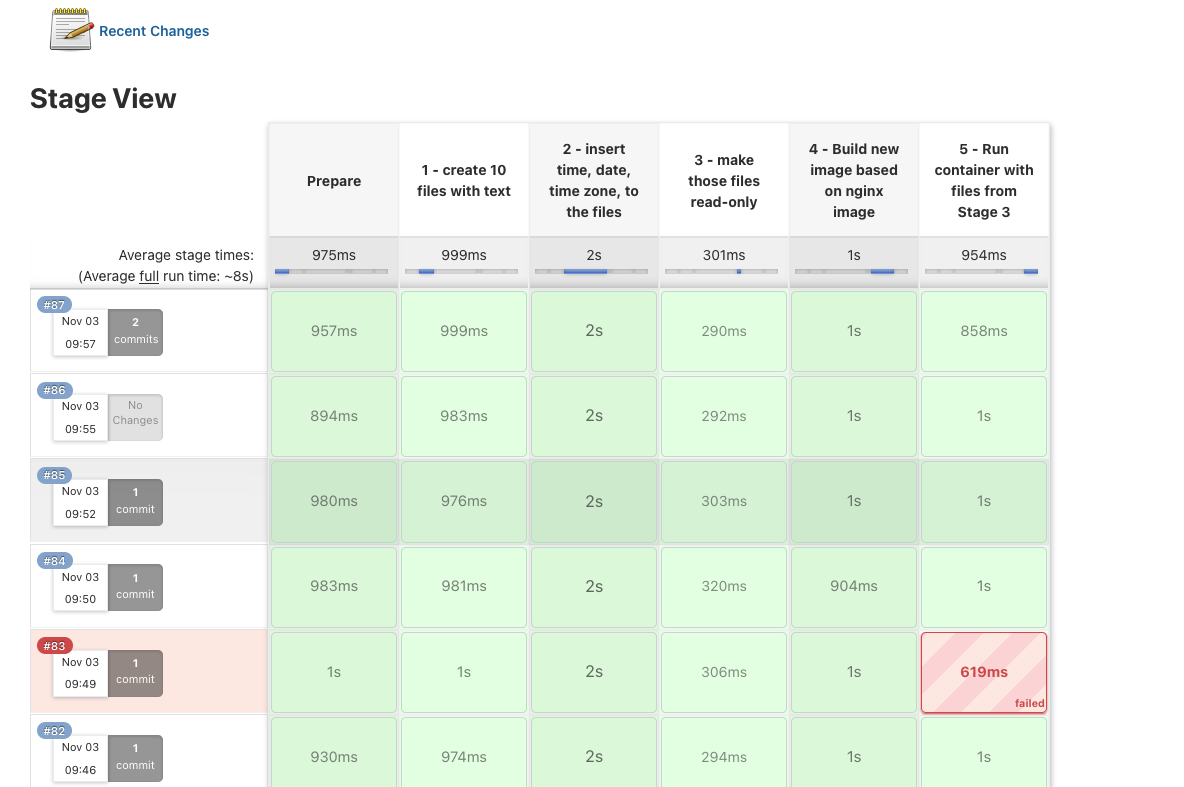 Recent Changes
Stage View
Prepare
1 - create 10
files with text
2 - insert
time, date,
time zone, to
the files
3 - make
those files
read-only
4 - Build new
image based
on nginx
image
5 - Run
container with
files from
Stage 3
Average stage times:
(Average full run time: ~8s)
975ms
999ms
2s
301ms
1s
954ms
#87
Nov 03
09:57
2
commits
957ms
999ms
2s
290ms
1s
858ms
#86
Nov 03
09:55
No
Changes
894ms
983ms
2s
292ms
1s
1s
#85
Nov 03
09:52
1
commit
980ms
976ms
2s
303ms
1s
1s
#84
Nov 03
09:50
1
commit
983ms
981ms
2s
320ms
904ms
1s
#83
Nov 03
09:49
1
commit
1s
1s
2s
306ms
1s
619ms
failed
#82
Nov 03
09:46
1
commit
930ms
974ms
2s
294ms
1s
1s